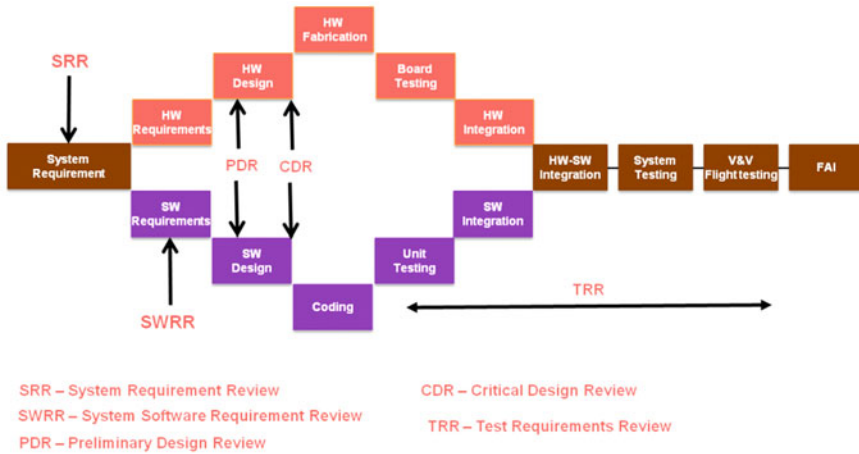 HW
Fabrication
SRR
HW
Design
Board
Testing
HW
Requirements
HW
Integration
PDR
CDR
System
Requirement
HW-SW
Integration
System
Testing
V&V
Flight testing
FAI
SW
Requirements
SW
Integration
SW
Design
Unit
Testing
Coding
TRR
SWRR
SRR – System Requirement Review
SWRR – System Software Requirement Review
PDR – Preliminary Design Review
CDR – Critical Design Review
TRR – Test Requirements Review